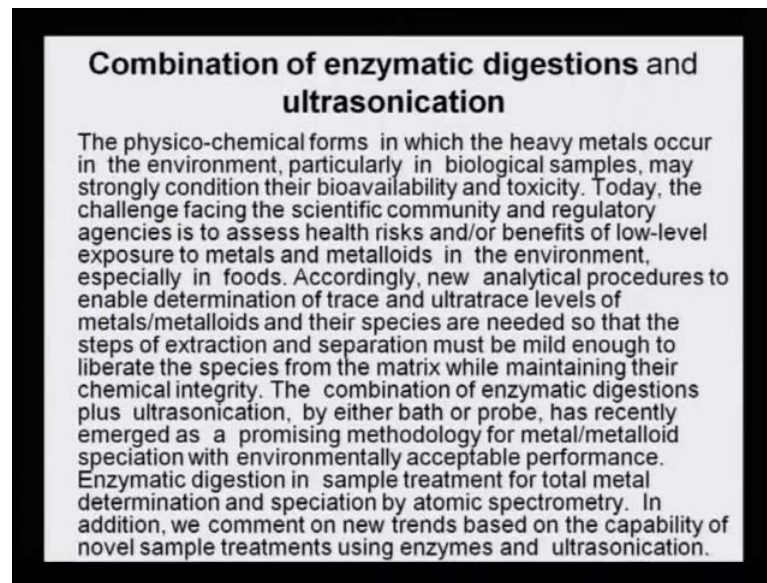 Combination of enzymatic digestions and
ultrasonication
The physico-chemical forms in which the heavy metals occur
in the environment, particularly in biological samples, may
strongly condition their bioavailability and toxicity. Today, the
challenge facing the scientific community and regulatory
agencies is to assess health risks and/or benefits of low-level
exposure to metals and metalloids in the environment,
especially in foods. Accordingly, new analytical procedures to
enable determination of trace and ultratrace levels of
metals/metalloids and their species are needed so that the
steps of extraction and separation must be mild enough to
liberate the species from the matrix while maintaining their
chemical integrity. The combination of enzymatic digestions
plus ultrasonication, by either bath or probe, has recently
emerged as a promising methodology for metal/metalloid
speciation with environmentally acceptable performance.
Enzymatic digestion in sample treatment for total metal
determination and speciation by atomic spectrometry. In
addition, we comment on new trends based on the capability of
novel sample treatments using enzymes and ultrasonication.